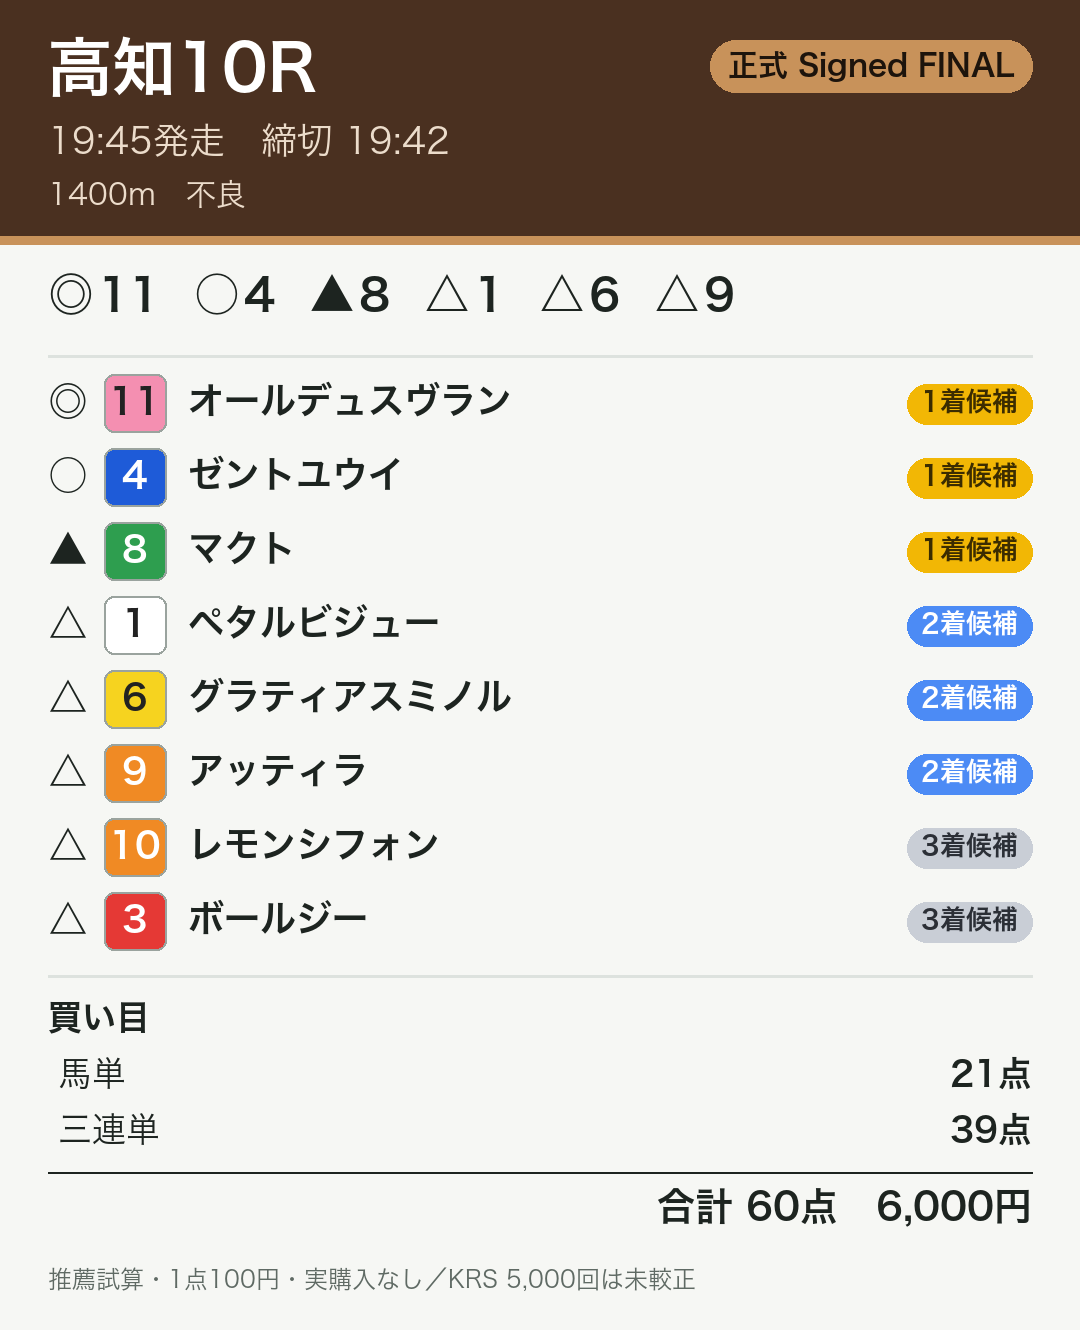 高知10R
正式 Signed FINAL
19:45発走　締切 19:42
1400m　不良
◎11 ○4 ▲8 △1 △6 △9
◎ 11 オールデュスヴラン 1着候補
○ 4 ゼントユウイ 1着候補
▲ 8 マクト 1着候補
△ 1 ペタルビジュー 2着候補
△ 6 グラティアスミノル 2着候補
△ 9 アッティラ 2着候補
△ 10 レモンシフォン 3着候補
△ 3 ボールジー 3着候補
買い目
馬単 21点
三連単 39点
合計 60点　6,000円
推薦試算・1点100円・実購入なし／KRS 5,000回は未較正